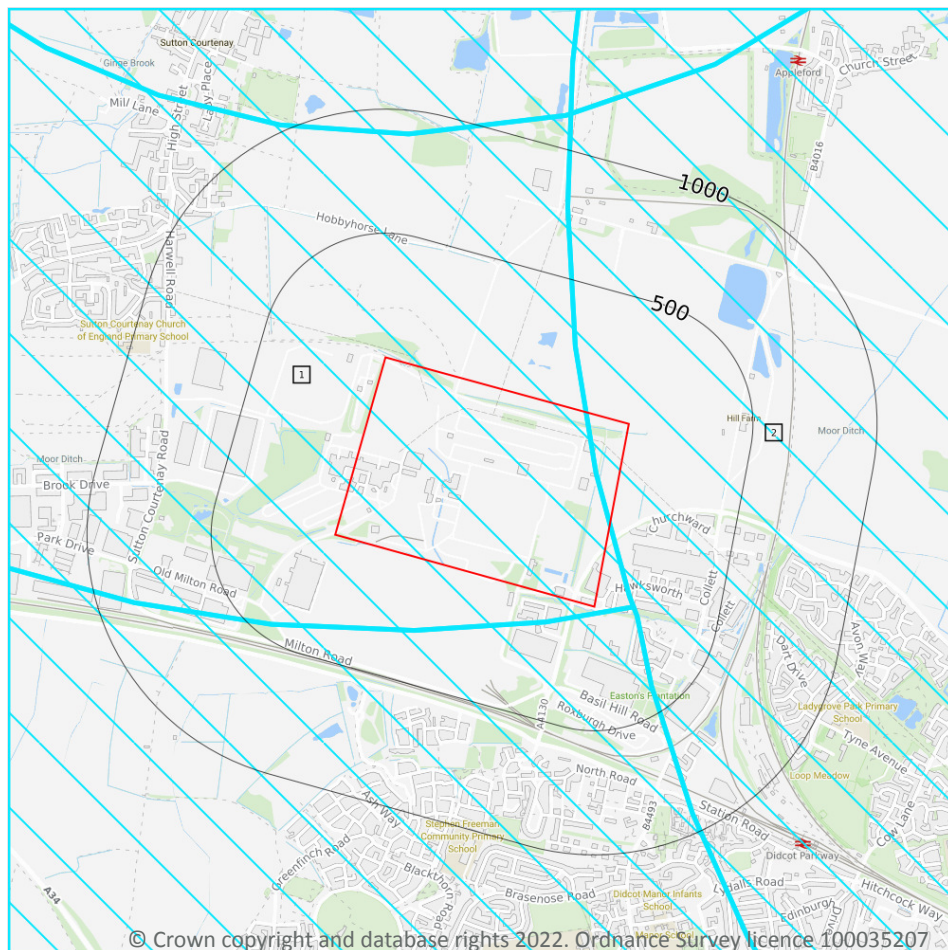 Sutton Courtenay
Ginge Brook
Lady Place
Mill Lane
High Street
Appleford
Church Street
B4016
1000
Hobbyhorse Lane
Harwell Road
500
Sutton Courtenay Church
of England Primary School
1
Hill Farm
2
Moor Ditch
Moor Ditch
Brook Drive
Sutton Courtenay Road
Park Drive
Old Milton Road
Churchward
Hawksworth
Collett
Collett
Milton Road
Dart Drive
Avon Way
Easton's Plantation
Basil Hill Road
Roxburgh Drive
A4130
Ladygrove Park Primary
School
Tyne Avenue
North Road
Loop Meadow
Ash Way
Station Road
B4493
Stephen Freeman
Community Primary
School
Cow Lane
Didcot Parkway
Greenfinch Road
Blackthorn Road
Brasenose Road
Lydalls Road
Didcot Manor Infants
School
Edinburgh
Hitchcock Way
A34
Manor School
© Crown copyright and database rights 2022. Ordnance Survey licence 100035207